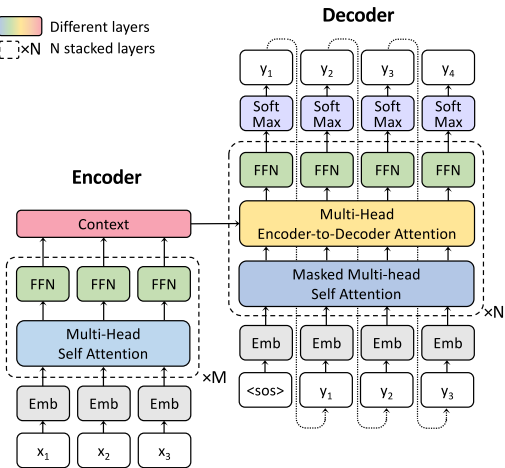 Decoder
Different layers
×N N stacked layers
y1 y2 y3 y4
Soft Max Soft Max Soft Max Soft Max
FFN FFN FFN FFN
Multi-Head
Encoder-to-Decoder Attention
Masked Multi-head
Self Attention
×N
Emb Emb Emb Emb
<sos> y1 y2 y3
Encoder
Context
FFN FFN FFN
Multi-Head
Self Attention
×M
Emb Emb Emb
x1 x2 x3